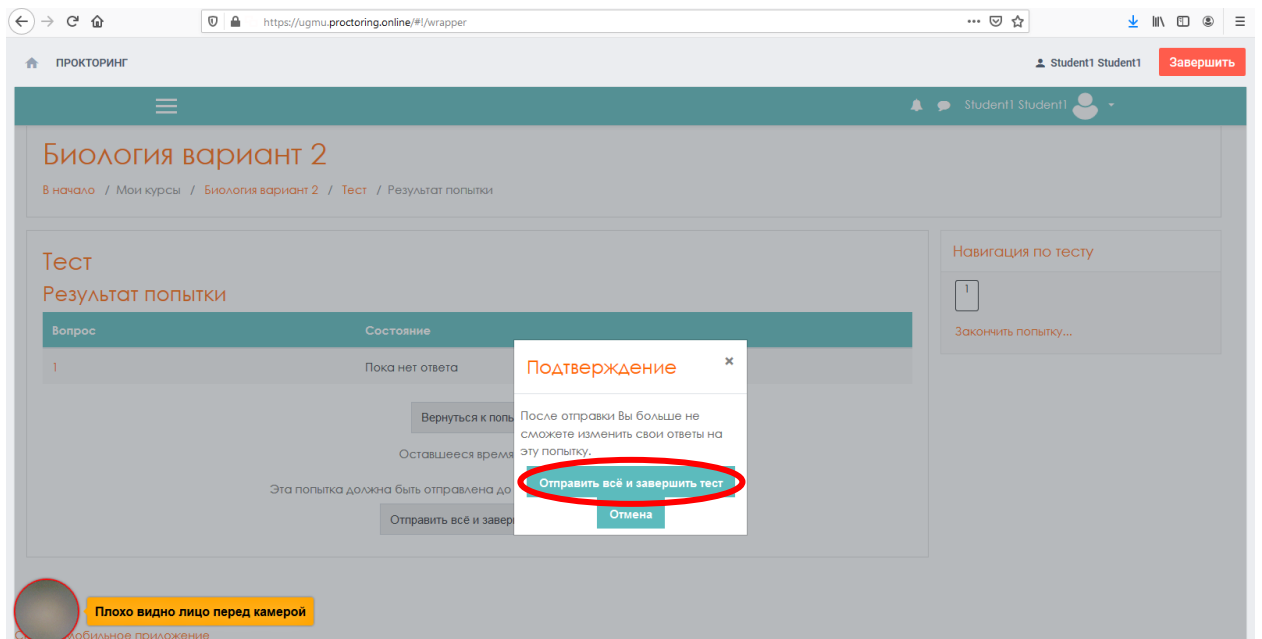 https://ugmu.proctoring.online/#!/wrapper
ПРОКТОРИНГ
Student1 Student1
Завершить
Student1 Student1
Биология вариант 2
В начало / Мои курсы / Биология вариант 2 / Тест / Результат попытки
Тест
Результат попытки
Вопрос Состояние
1 Пока нет ответа
Вернуться к
Оставшееся время
Эта попытка должна быть отправлена до
Отправить всё и
Подтверждение ×
После отправки Вы больше не
сможете изменить свои ответы на
эту попытку.
Отправить всё и завершить тест
Отмена
Навигация по тесту
1
Закончить попытку...
Плохо видно лицо перед камерой
приложение